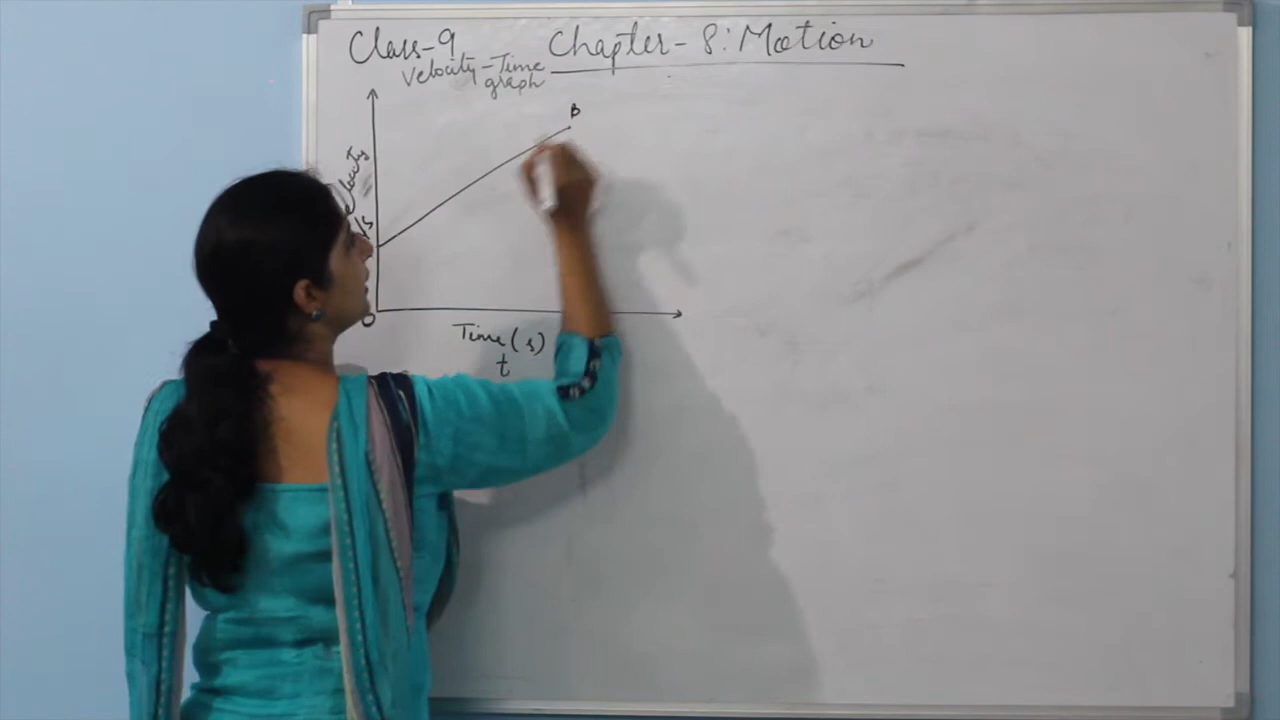 Class-9 Chapter-8: Motion
Velocity-Time
graph
B
O
Time(s)
t